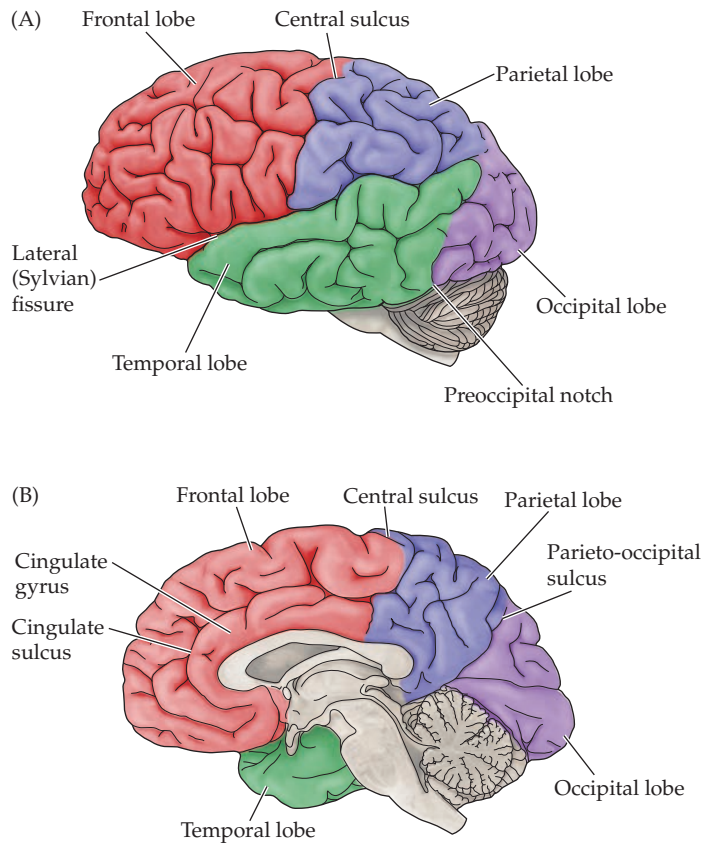 (A)
Frontal lobe
Central sulcus
Parietal lobe
Lateral
(Sylvian)
fissure
Occipital lobe
Temporal lobe
Preoccipital notch
(B)
Frontal lobe
Central sulcus
Parietal lobe
Cingulate
gyrus
Parieto-occipital
sulcus
Cingulate
sulcus
Occipital lobe
Temporal lobe